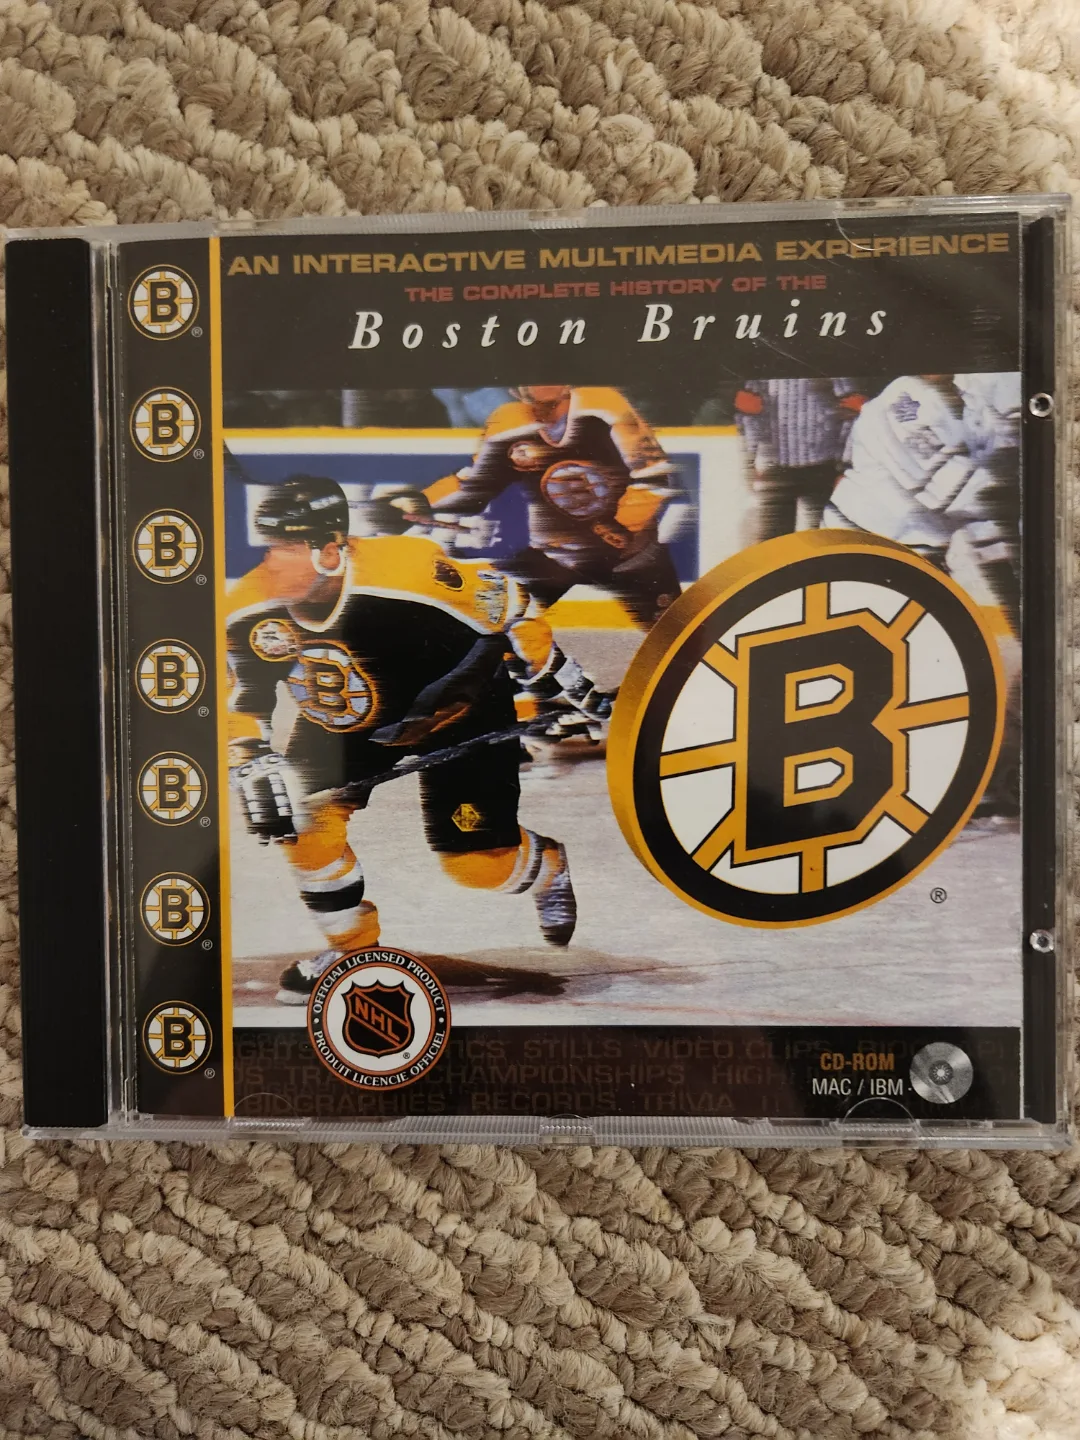 AN INTERACTIVE MULTIMEDIA EXPERIENCE
THE COMPLETE HISTORY OF THE
Boston Bruins
B ®
B ®
B ®
B ®
B ®
B ®
B ®
B
B
B ®
OFFICIAL LICENSED PRODUCT
NHL ®
PRODUIT LICENCIE OFFICIEL
STILLS VIDEO CLIPS
CHAMPIONSHIPS
BIOGRAPHIES RECORDS TRIVIA
CD-ROM
MAC / IBM